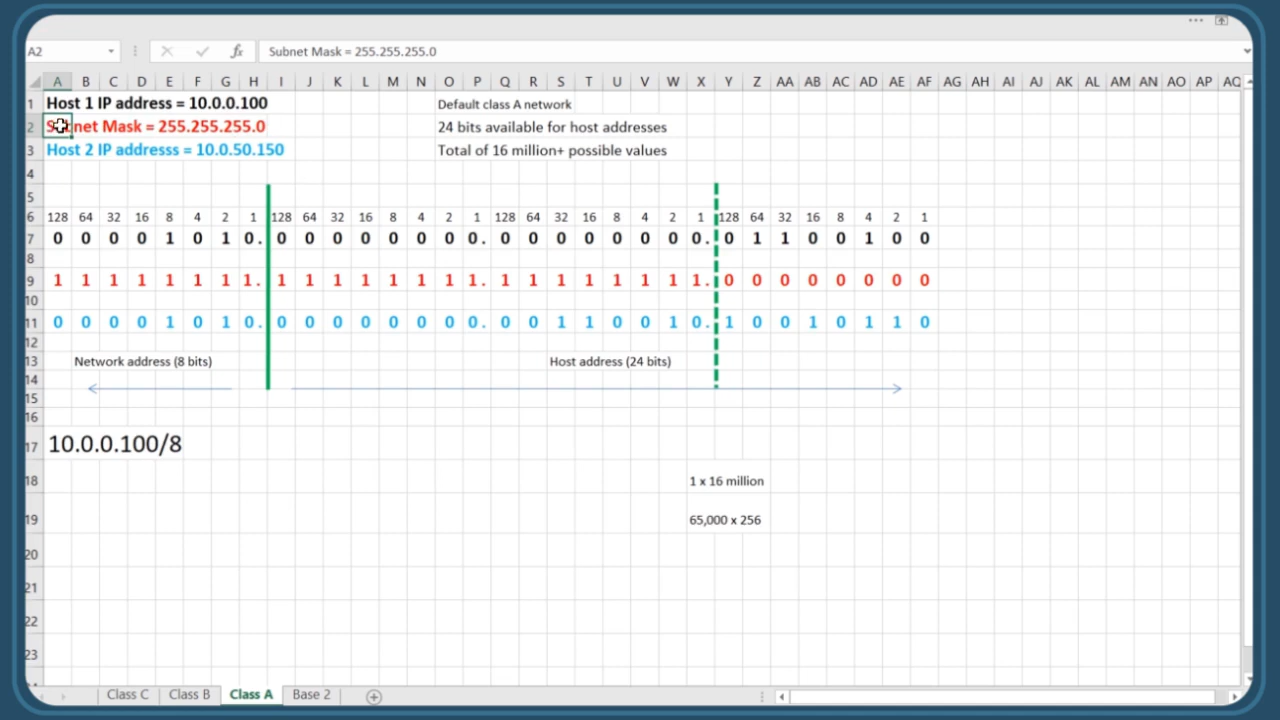 A2
fx
Subnet Mask = 255.255.255.0
A B C D E F G H I J K L M N O P Q R S T U V W X Y Z AA AB AC AD AE AF AG AH AI AJ AK AL AM AN AO AP AQ
1 Host 1 IP address = 10.0.0.100 Default class A network
2 Subnet Mask = 255.255.255.0 24 bits available for host addresses
3 Host 2 IP addresss = 10.0.50.150 Total of 16 million+ possible values
4
5
6 128 64 32 16 8 4 2 1 128 64 32 16 8 4 2 1 128 64 32 16 8 4 2 1 128 64 32 16 8 4 2 1
7 0 0 0 0 1 0 1 0. 0 0 0 0 0 0 0 0. 0 0 0 0 0 0 0 0. 0 1 1 0 0 1 0 0
8
9 1 1 1 1 1 1 1 1. 1 1 1 1 1 1 1 1. 1 1 1 1 1 1 1 1. 0 0 0 0 0 0 0 0
10
11 0 0 0 0 1 0 1 0. 0 0 0 0 0 0 0 0. 0 0 1 1 0 0 1 0. 1 0 0 1 0 1 1 0
12
13 Network address (8 bits) Host address (24 bits)
14
15
16
17 10.0.0.100/8
18 1 x 16 million
19 65,000 x 256
20
21
22
23
Class C Class B Class A Base 2